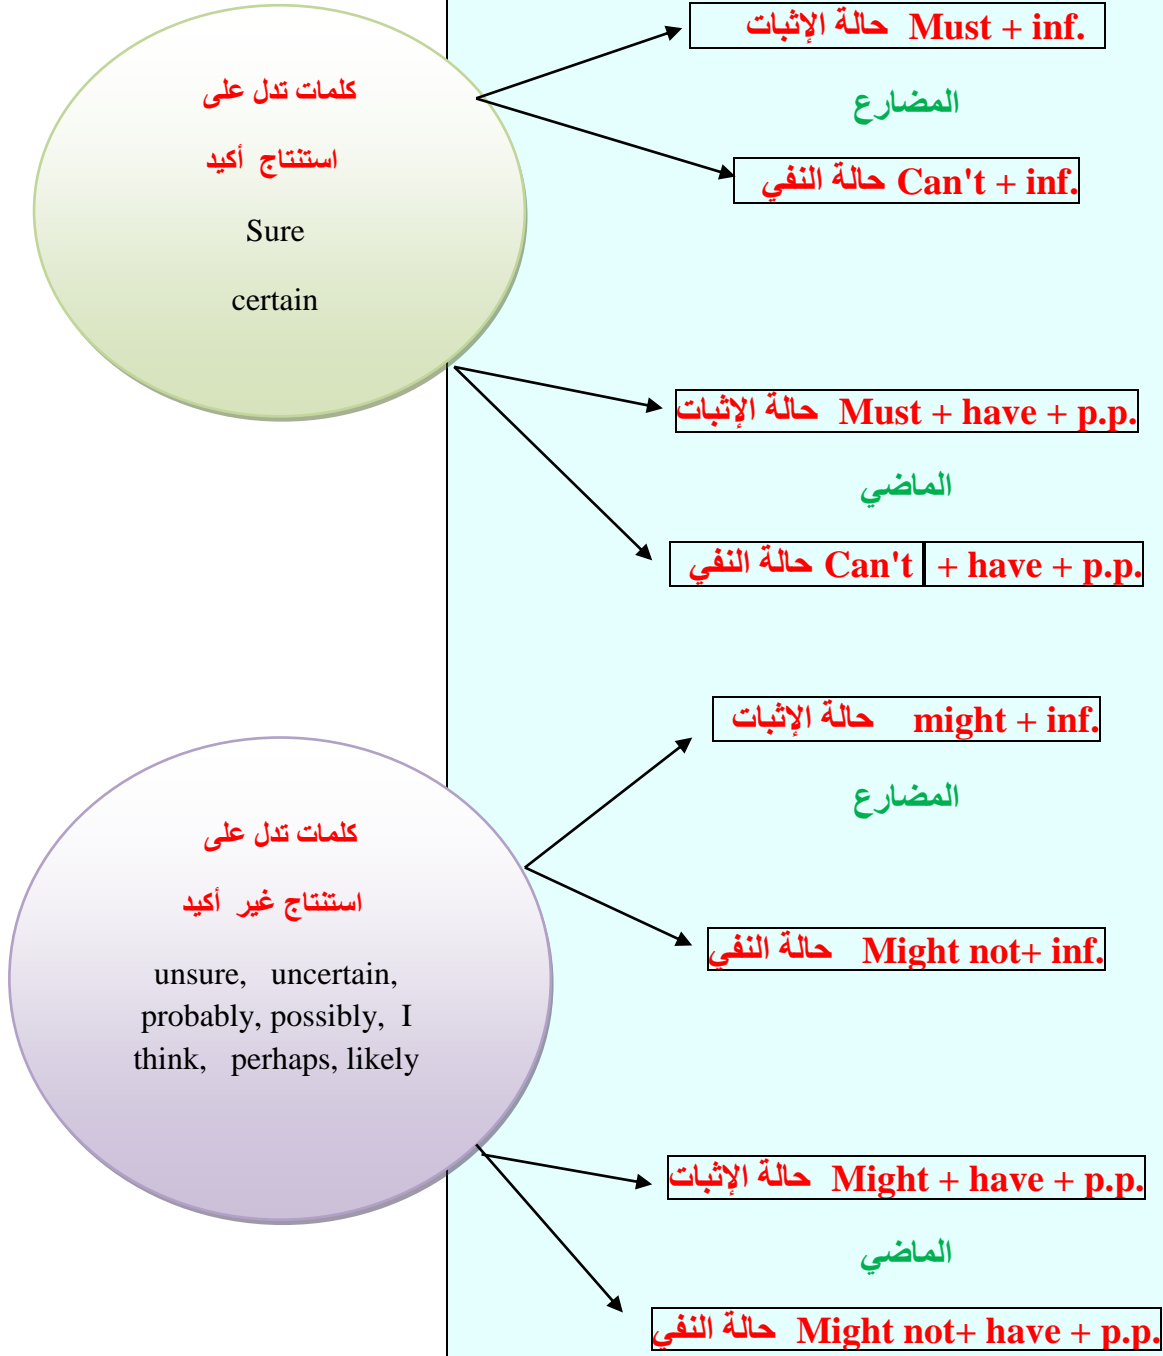 كلمات تدل على
استنتاج أكيد
Sure
certain
حالة الإثبات Must + inf.
المضارع
حالة النفي Can't + inf.
حالة الإثبات Must + have + p.p.
الماضي
حالة النفي Can't + have + p.p.
كلمات تدل على
استنتاج غير أكيد
unsure, uncertain,
probably, possibly, I
think, perhaps, likely
حالة الإثبات might + inf.
المضارع
حالة النفي Might not+ inf.
حالة الإثبات Might + have + p.p.
الماضي
حالة النفي Might not+ have + p.p.